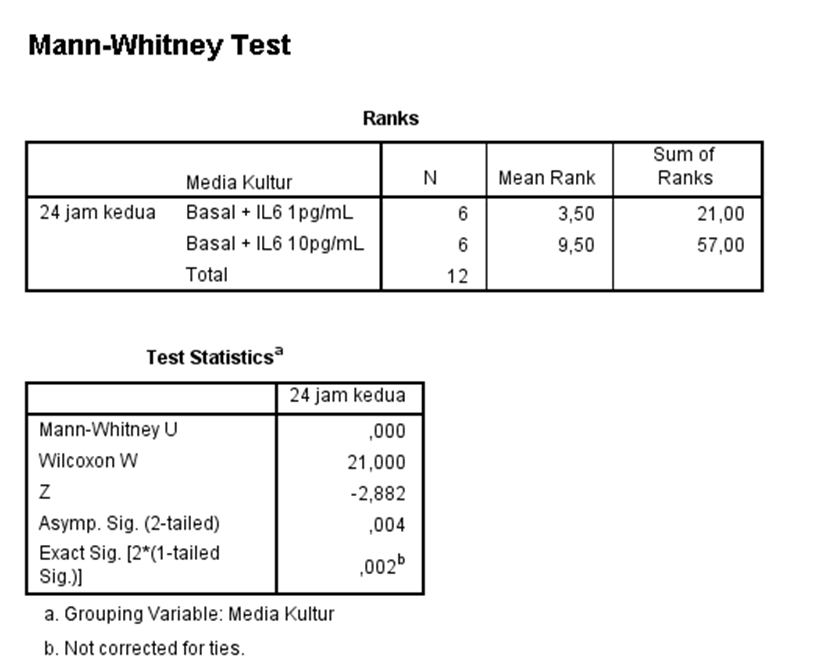 Mann-Whitney Test
Ranks
Media Kultur N Mean Rank Sum of Ranks
24 jam kedua Basal + IL6 1pg/mL 6 3,50 21,00
Basal + IL6 10pg/mL 6 9,50 57,00
Total 12
Test Statisticsa
24 jam kedua
Mann-Whitney U ,000
Wilcoxon W 21,000
Z -2,882
Asymp. Sig. (2-tailed) ,004
Exact Sig. [2*(1-tailed Sig.)] ,002b
a. Grouping Variable: Media Kultur
b. Not corrected for ties.